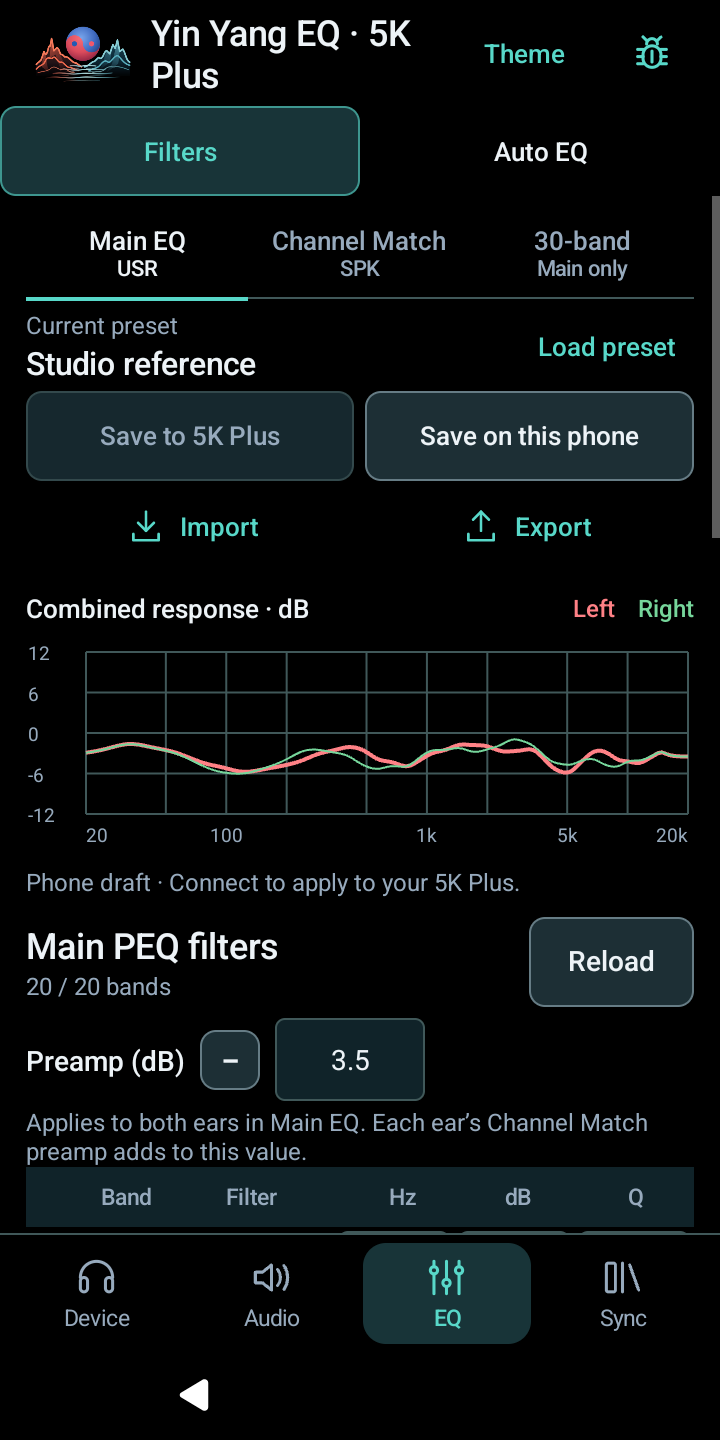 Yin Yang EQ · 5K
Plus
Theme
Filters
Auto EQ
Main EQ
USR
Channel Match
SPK
30-band
Main only
Current preset
Studio reference
Load preset
Save to 5K Plus
Save on this phone
Import
Export
Combined response · dB
Left
Right
12
6
0
-6
-12
20
100
1k
5k
20k
Phone draft · Connect to apply to your 5K Plus.
Main PEQ filters
20 / 20 bands
Reload
Preamp (dB)
−
3.5
Applies to both ears in Main EQ. Each ear’s Channel Match
preamp adds to this value.
Band
Filter
Hz
dB
Q
Device
Audio
EQ
Sync